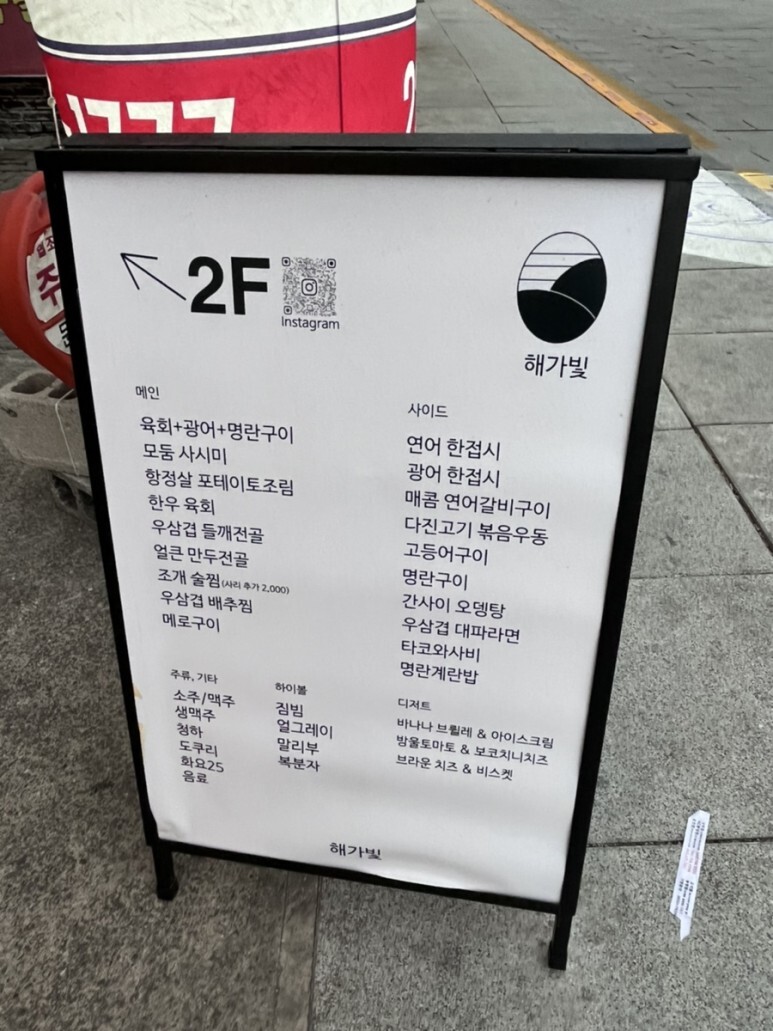 1777
2F
Instagram
해가빛
메인
육회+광어+명란구이
모둠 사시미
항정살 포테이토조림
한우 육회
우삼겹 들깨전골
얼큰 만두전골
조개 술찜(사리 추가 2,000)
우삼겹 배추찜
메로구이
사이드
연어 한접시
광어 한접시
매콤 연어갈비구이
다진고기 볶음우동
고등어구이
명란구이
간사이 오뎅탕
우삼겹 대파라면
타코와사비
명란계란밥
주류, 기타
소주/맥주
생맥주
청하
도쿠리
화요25
음료
하이볼
짐빔
얼그레이
말리부
복분자
디저트
바나나 브륄레 & 아이스크림
방울토마토 & 보코치니치즈
브라운 치즈 & 비스켓
해가빛